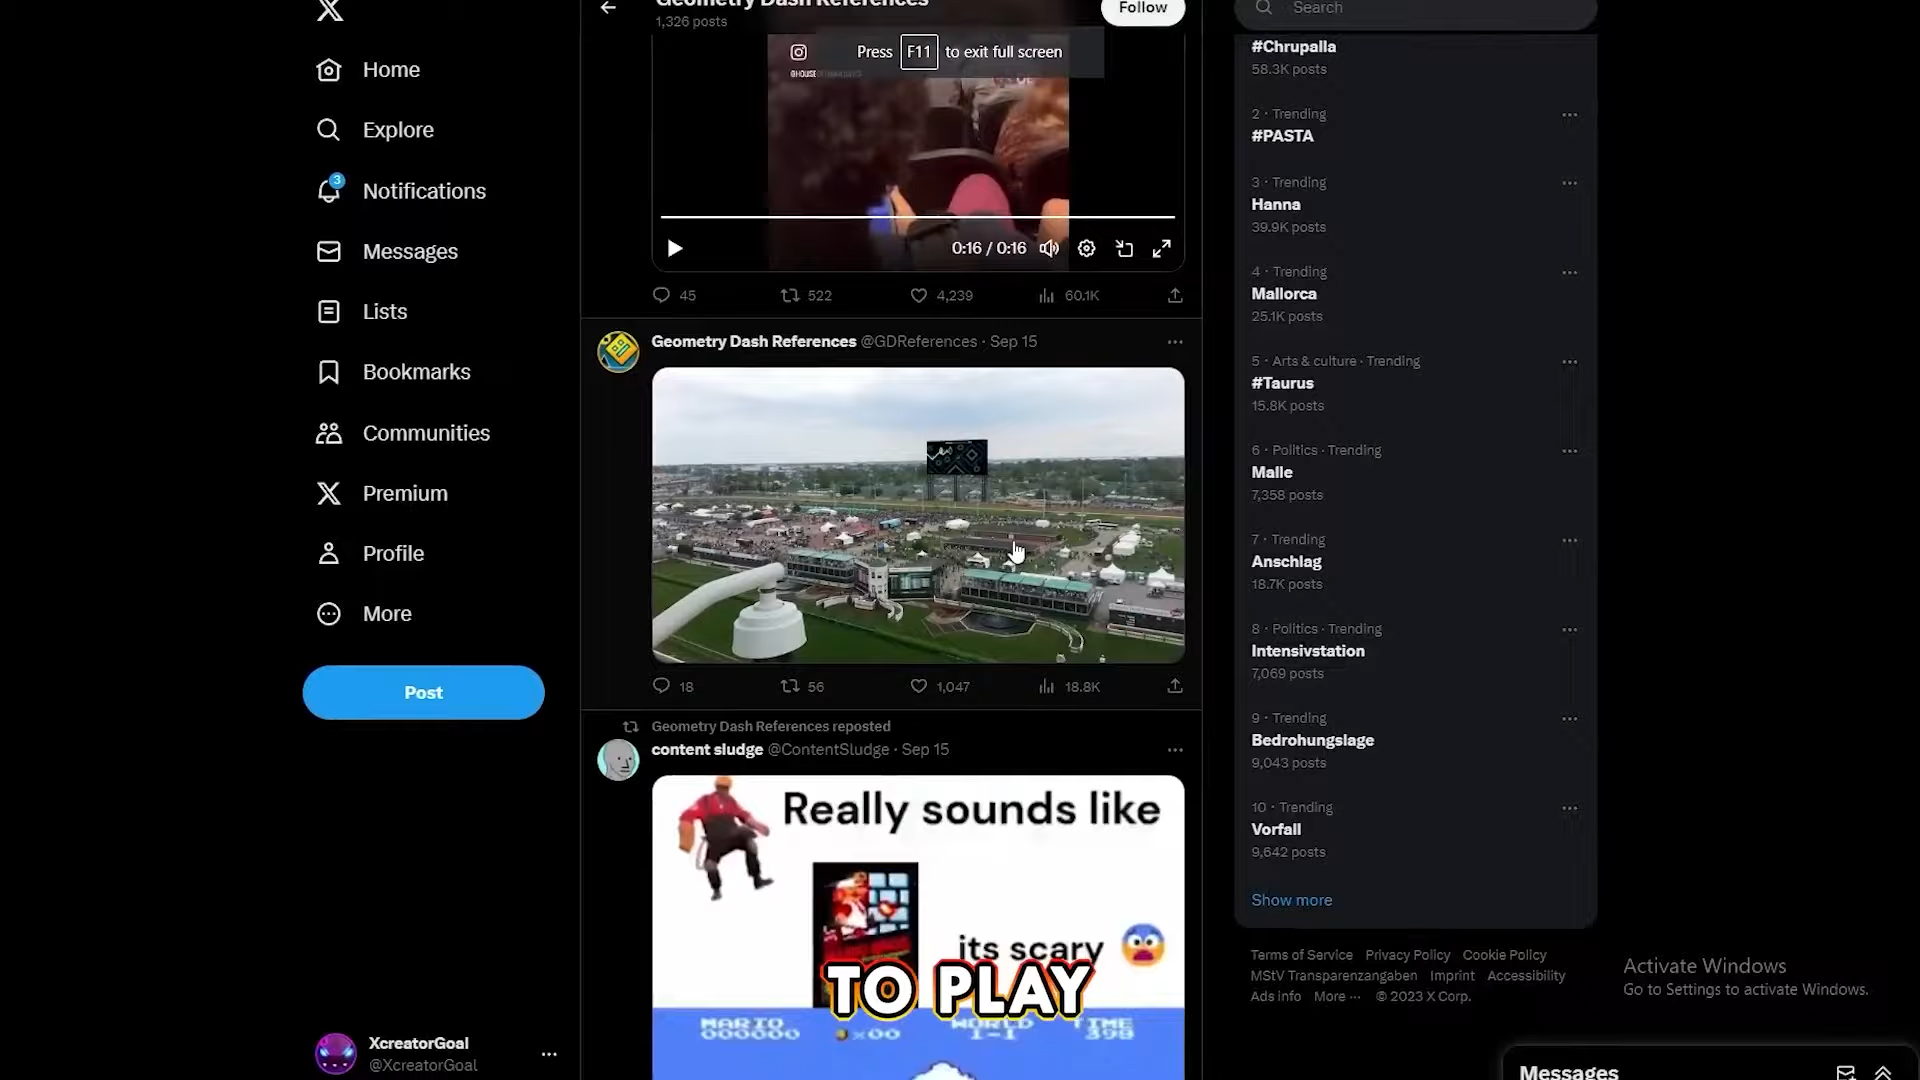 Home
Explore
3
Notifications
Messages
Lists
Bookmarks
Communities
Premium
Profile
More
Post
XcreatorGoal
@XcreatorGoal
Geometry Dash References
1,326 posts
Follow
Press F11 to exit full screen
@HOUSE
0:16 / 0:16
45
522
4,239
60.1K
Geometry Dash References @GDReferences · Sep 15
18
56
1,047
18.8K
Geometry Dash References reposted
content sludge @ContentSludge · Sep 15
Really sounds like
its scary
TO PLAY
MARIO WORLD TIME
000000 ×00 1-1 398
Search
#Chrupalla
58.3K posts
2 · Trending
#PASTA
3 · Trending
Hanna
39.9K posts
4 · Trending
Mallorca
25.1K posts
5 · Arts & culture · Trending
#Taurus
15.8K posts
6 · Politics · Trending
Malle
7,358 posts
7 · Trending
Anschlag
18.7K posts
8 · Politics · Trending
Intensivstation
7,069 posts
9 · Trending
Bedrohungslage
9,043 posts
10 · Trending
Vorfall
9,642 posts
Show more
Terms of Service Privacy Policy Cookie Policy
MStV Transparenzangaben Imprint Accessibility
Ads info More ··· © 2023 X Corp.
Activate Windows
Go to Settings to activate Windows.
Messages